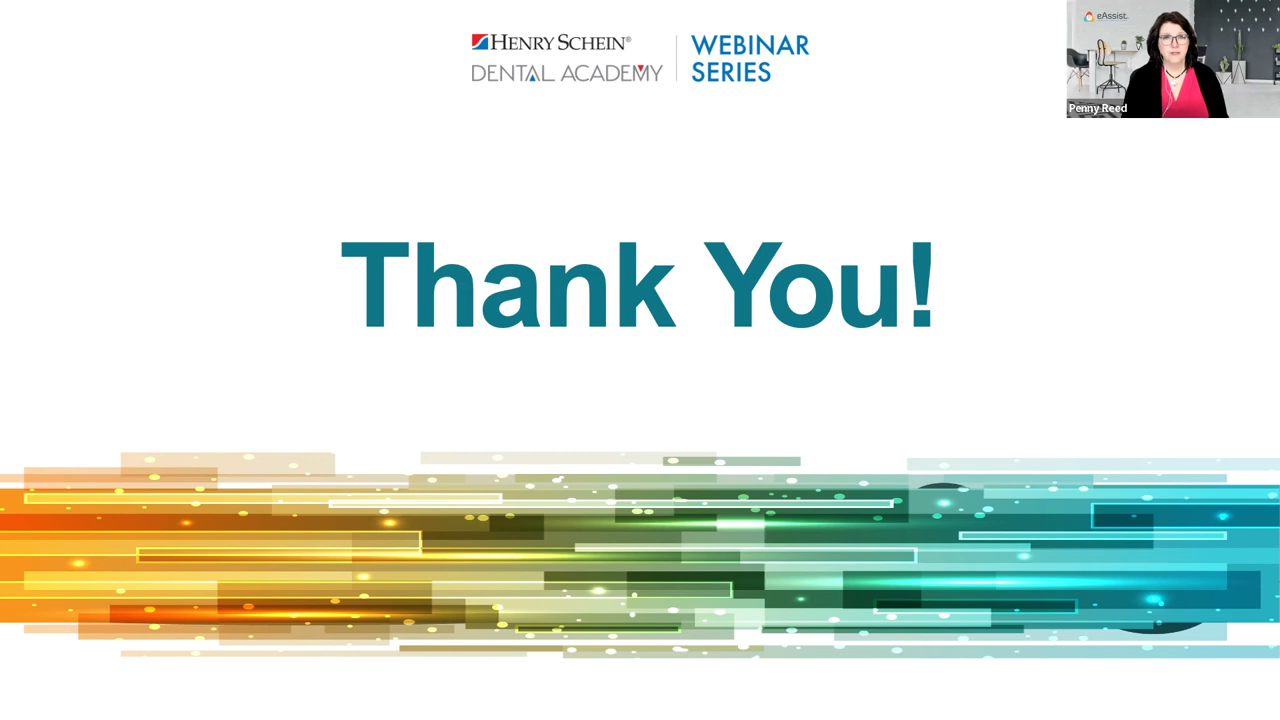 HENRY SCHEIN®
DENTAL ACADEMY
WEBINAR
SERIES
eAssist
Penny Reed
Thank You!